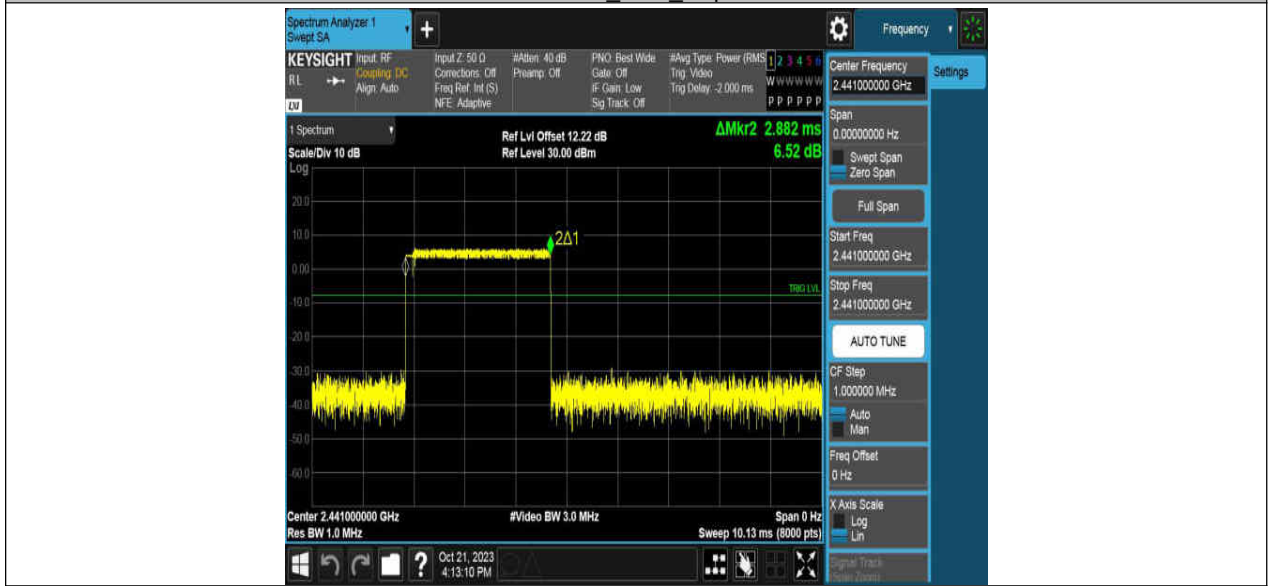 Spectrum Analyzer 1
Swept SA
+
Frequency
KEYSIGHT
RL
LXI
Input: RF
Coupling: DC
Align: Auto
Input Z: 50 Ω
Corrections: Off
Freq Ref: Int (S)
NFE: Adaptive
#Atten: 40 dB
Preamp: Off
PNO: Best Wide
Gate: Off
IF Gain: Low
Sig Track: Off
#Avg Type: Power (RMS
Trig: Video
Trig Delay: -2.000 ms
1 2 3 4 5 6
W W W W W W
P P P P P P
1 Spectrum
Scale/Div 10 dB
Ref Lvl Offset 12.22 dB
Ref Level 30.00 dBm
ΔMkr2 2.882 ms
6.52 dB
Log
20.0
10.0
0.00
-10.0
-20.0
-30.0
-40.0
-50.0
-60.0
2Δ1
TRIG LVL
Center 2.441000000 GHz
Res BW 1.0 MHz
#Video BW 3.0 MHz
Span 0 Hz
Sweep 10.13 ms (8000 pts)
Oct 21, 2023
4:13:10 PM
Center Frequency
2.441000000 GHz
Settings
Span
0.00000000 Hz
Swept Span
Zero Span
Full Span
Start Freq
2.441000000 GHz
Stop Freq
2.441000000 GHz
AUTO TUNE
CF Step
1.000000 MHz
Auto
Man
Freq Offset
0 Hz
X Axis Scale
Log
Lin
Signal Track
(Span Zoom)